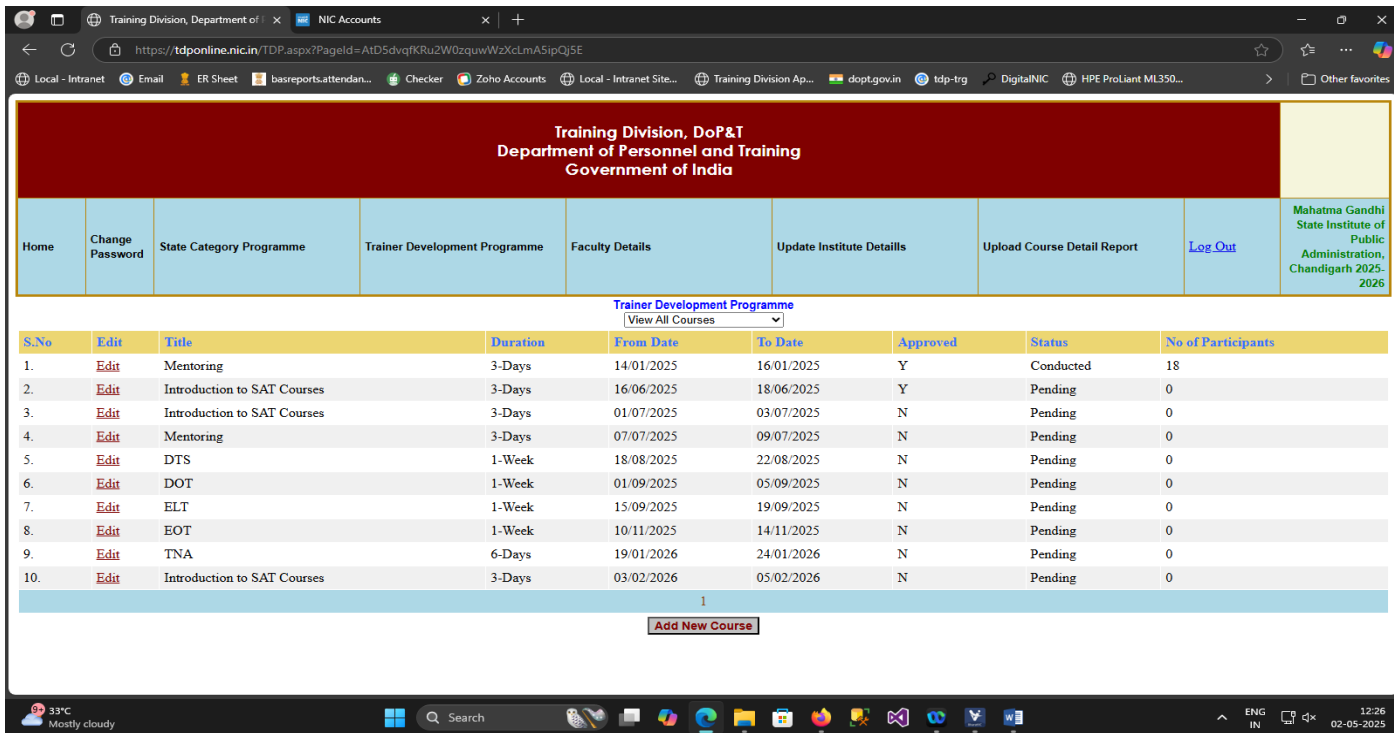 Training Division, Department of P
NIC Accounts
https://tdponline.nic.in/TDP.aspx?PageId=AtD5dvqfKRu2W0zquwWzXcLmA5ipQj5E
Local - Intranet Email ER Sheet basreports.attendan... Checker Zoho Accounts Local - Intranet Site... Training Division Ap... dopt.gov.in tdp-trg DigitalNIC HPE ProLiant ML350... Other favorites
Training Division, DoP&T
Department of Personnel and Training
Government of India
Home
Change Password
State Category Programme
Trainer Development Programme
Faculty Details
Update Institute Detaills
Upload Course Detail Report
Log Out
Mahatma Gandhi
State Institute of
Public
Administration,
Chandigarh 2025-
2026
Trainer Development Programme
View All Courses
S.No Edit Title Duration From Date To Date Approved Status No of Participants
1. Edit Mentoring 3-Days 14/01/2025 16/01/2025 Y Conducted 18
2. Edit Introduction to SAT Courses 3-Days 16/06/2025 18/06/2025 Y Pending 0
3. Edit Introduction to SAT Courses 3-Days 01/07/2025 03/07/2025 N Pending 0
4. Edit Mentoring 3-Days 07/07/2025 09/07/2025 N Pending 0
5. Edit DTS 1-Week 18/08/2025 22/08/2025 N Pending 0
6. Edit DOT 1-Week 01/09/2025 05/09/2025 N Pending 0
7. Edit ELT 1-Week 15/09/2025 19/09/2025 N Pending 0
8. Edit EOT 1-Week 10/11/2025 14/11/2025 N Pending 0
9. Edit TNA 6-Days 19/01/2026 24/01/2026 N Pending 0
10. Edit Introduction to SAT Courses 3-Days 03/02/2026 05/02/2026 N Pending 0
1
Add New Course
9+ 33°C
Mostly cloudy
Search
ENG
IN
12:26
02-05-2025